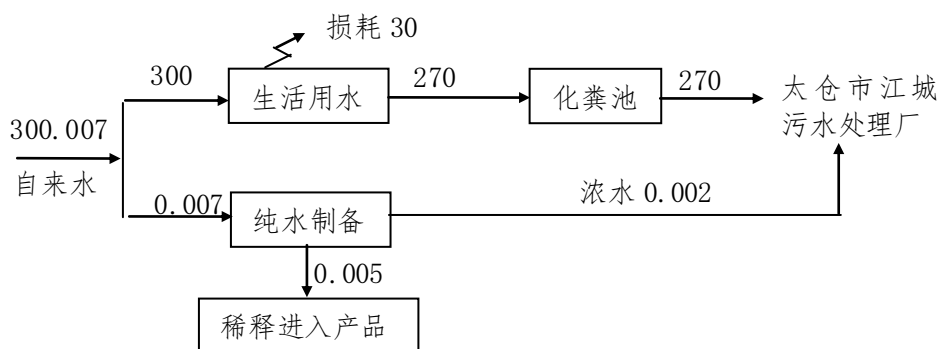 损耗 30
300
生活用水
270
化粪池
270
太仓市江城
污水处理厂
300.007
自来水
0.007
纯水制备
浓水 0.002
0.005
稀释进入产品